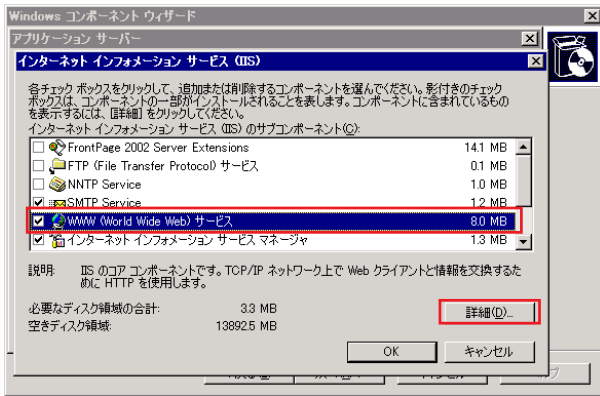 Windows コンポーネント ウィザード
アプリケーション サーバー
インターネット インフォメーション サービス (IIS)
各チェック ボックスをクリックして、追加または削除するコンポーネントを選んでください。影付きのチェック
ボックスは、コンポーネントの一部がインストールされることを表します。コンポーネントに含まれているもの
を表示するには、[詳細] をクリックしてください。
インターネット インフォメーション サービス (IIS) のサブコンポーネント(C):
FrontPage 2002 Server Extensions 14.1 MB
FTP (File Transfer Protocol) サービス 0.1 MB
NNTP Service 1.0 MB
SMTP Service 1.2 MB
WWW (World Wide Web) サービス 8.0 MB
インターネット インフォメーション サービス マネージャ 1.3 MB
説明: IIS のコア コンポーネントです。TCP/IP ネットワーク上で Web クライアントと情報を交換するた
めに HTTP を使用します。
必要なディスク領域の合計: 3.3 MB
空きディスク領域: 13892.5 MB
詳細(D)...
OK キャンセル